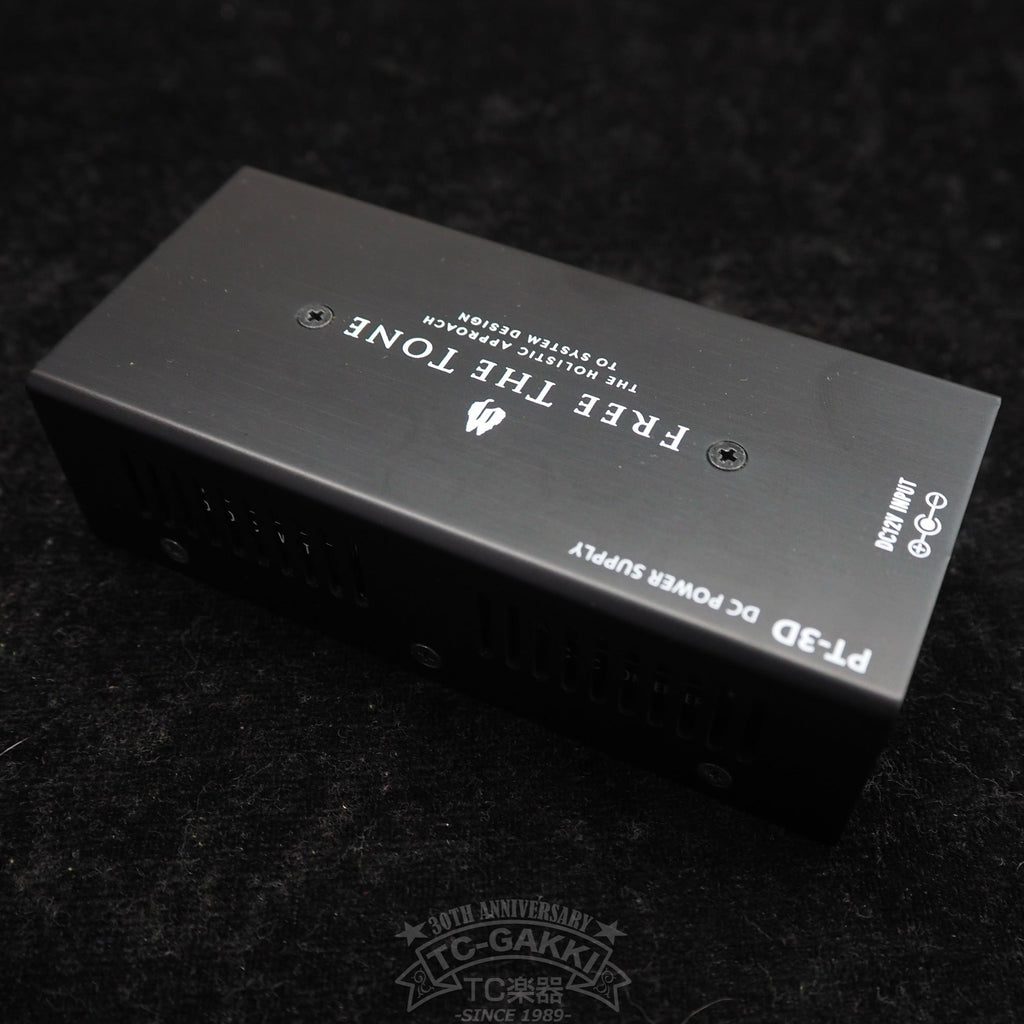 FREE THE TONE
THE HOLISTIC APPROACH
TO SYSTEM DESIGN
PT-3D DC POWER SUPPLY
DC12V INPUT
30TH ANNIVERSARY
TC-GAKKI
TC楽器
-SINCE 1989-